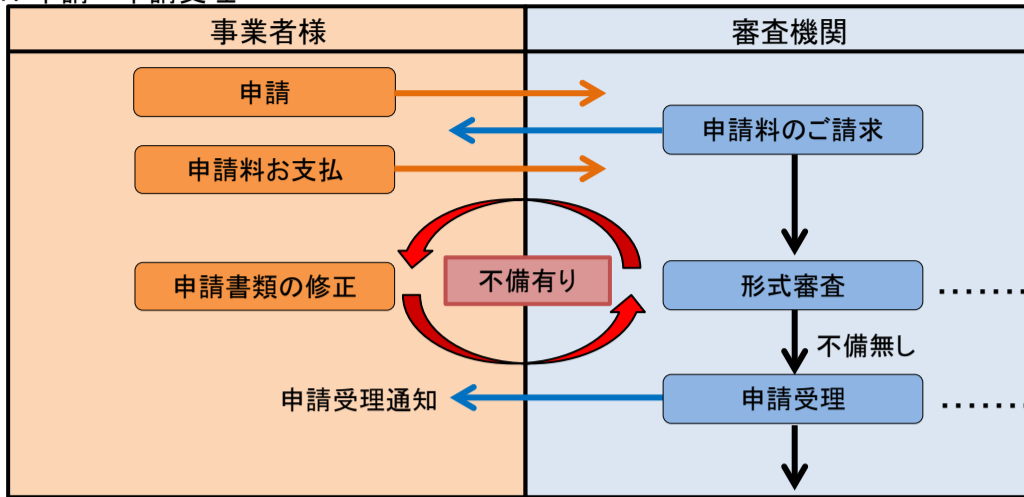 事業者様
審査機関
申請
申請料のご請求
申請料お支払
不備有り
申請書類の修正
形式審査
不備無し
申請受理通知
申請受理